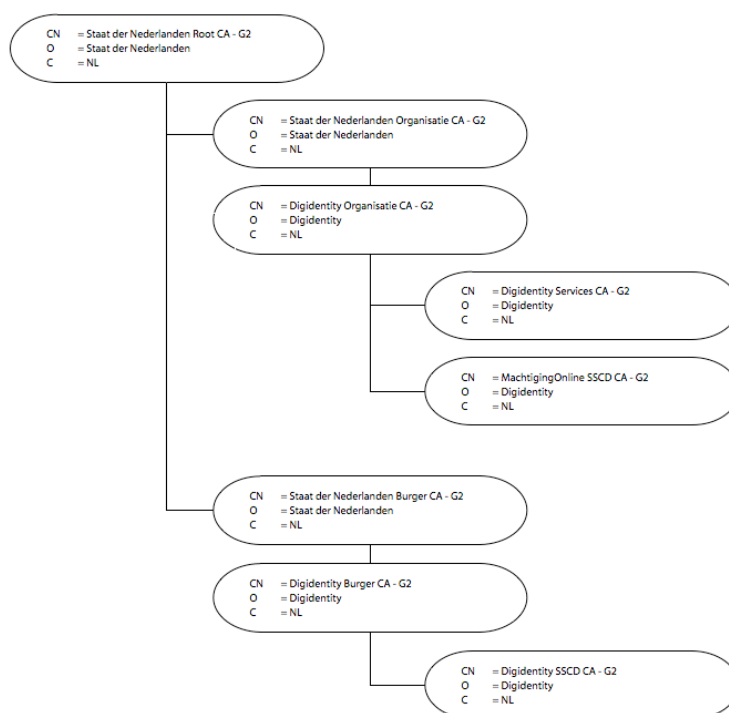 CN = Staat der Nederlanden Root CA - G2
O = Staat der Nederlanden
C = NL
CN = Staat der Nederlanden Organisatie CA - G2
O = Staat der Nederlanden
C = NL
CN = Digidentity Organisatie CA - G2
O = Digidentity
C = NL
CN = Digidentity Services CA - G2
O = Digidentity
C = NL
CN = MachtigingOnline SSCD CA - G2
O = Digidentity
C = NL
CN = Staat der Nederlanden Burger CA - G2
O = Staat der Nederlanden
C = NL
CN = Digidentity Burger CA - G2
O = Digidentity
C = NL
CN = Digidentity SSCD CA - G2
O = Digidentity
C = NL